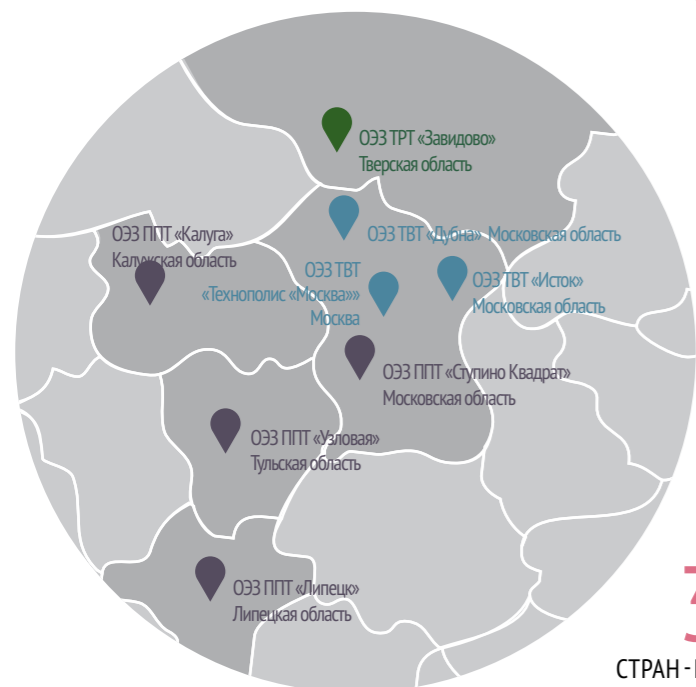 ОЭЗ ТРТ «Завидово»
Тверская область
ОЭЗ ППТ «Калуга»
Калужская область
ОЭЗ ТВТ «Дубна» Московская область
ОЭЗ ТВТ
«Технополис «Москва»»
Москва
ОЭЗ ТВТ «Исток»
Московская область
ОЭЗ ППТ «Ступино Квадрат»
Московская область
ОЭЗ ППТ «Узловая»
Тульская область
ОЭЗ ППТ «Липецк»
Липецкая область
СТРАН -